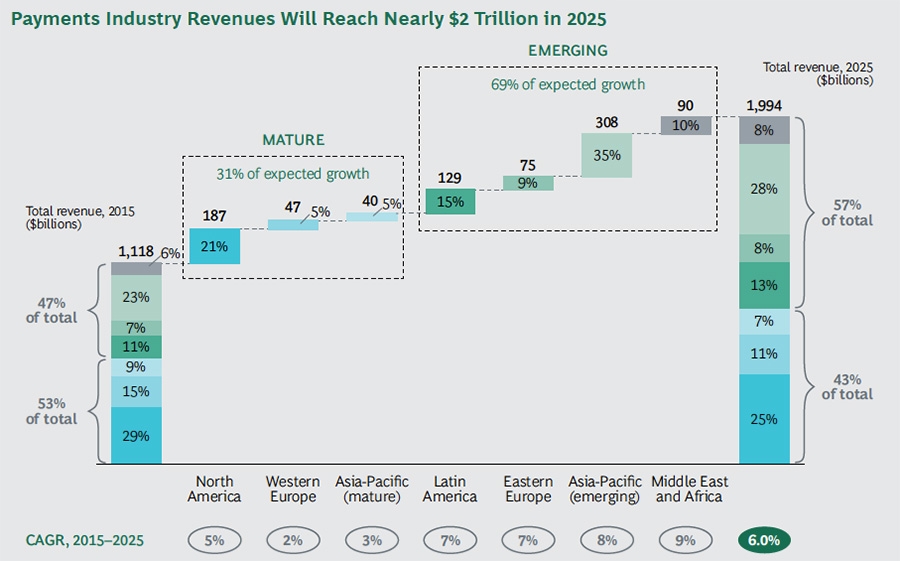 Payments Industry Revenues Will Reach Nearly $2 Trillion in 2025
EMERGING
69% of expected growth
Total revenue, 2025
($billions)
MATURE
31% of expected growth
Total revenue, 2015
($billions)
1,118
6%
23%
7%
11%
9%
15%
29%
47%
of total
53%
of total
187
21%
47
5%
40
5%
129
15%
75
9%
308
35%
90
10%
1,994
8%
28%
8%
13%
7%
11%
25%
57%
of total
43%
of total
North
America
Western
Europe
Asia-Pacific
(mature)
Latin
America
Eastern
Europe
Asia-Pacific
(emerging)
Middle East
and Africa
CAGR, 2015–2025
5%
2%
3%
7%
7%
8%
9%
6.0%